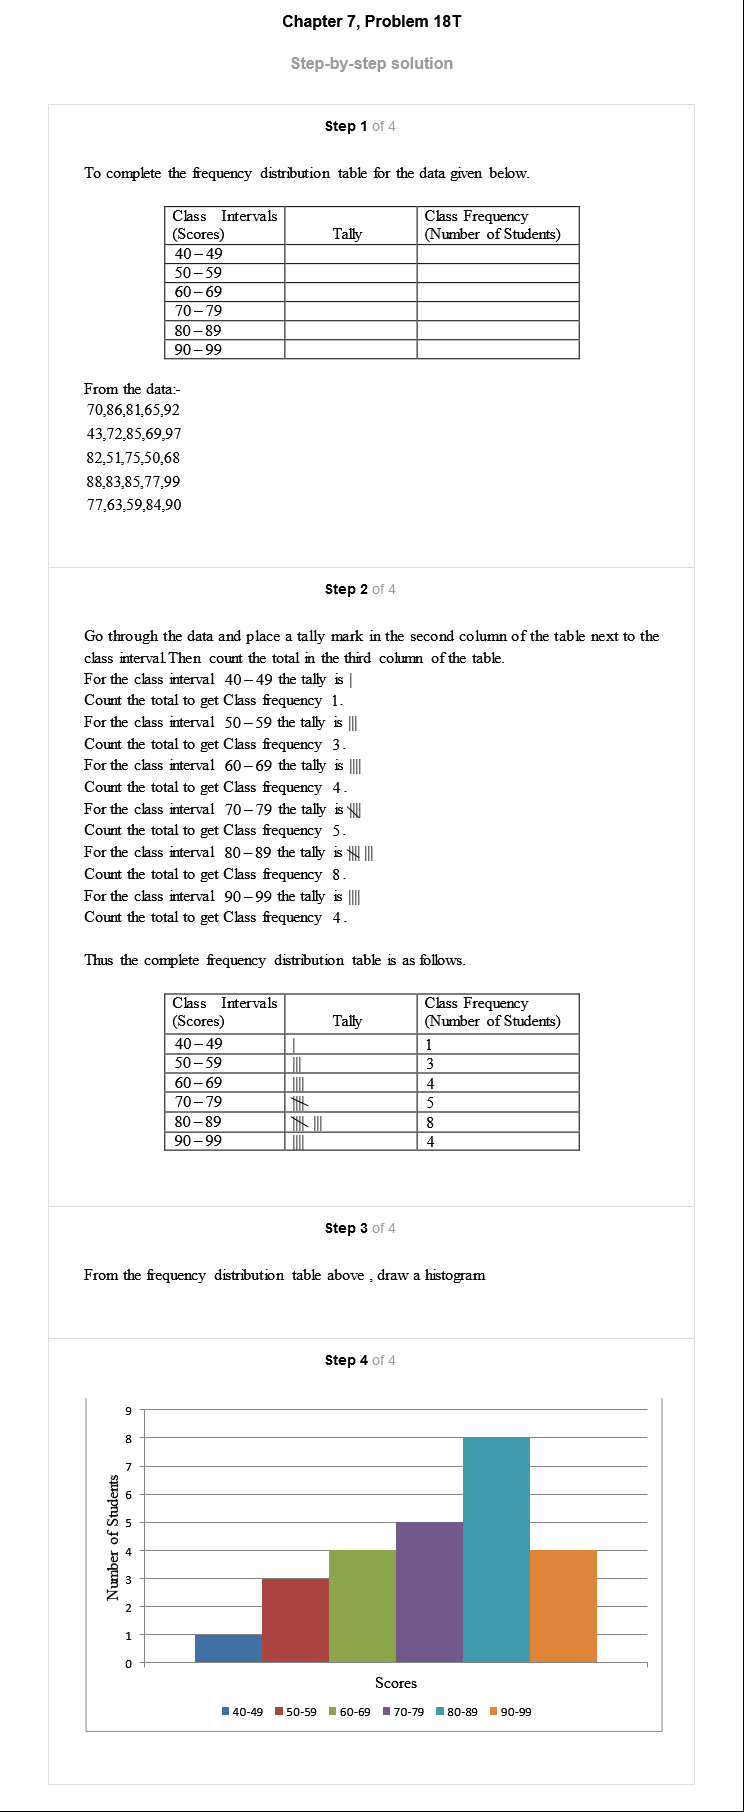 Chapter 7, Problem 18T
Step-by-step solution
Step 1 of 4
To complete the frequency distribution table for the data given below.
Class Intervals (Scores) Tally Class Frequency (Number of Students)
40–49
50–59
60–69
70–79
80–89
90–99
From the data:-
70,86,81,65,92
43,72,85,69,97
82,51,75,50,68
88,83,85,77,99
77,63,59,84,90
Step 2 of 4
Go through the data and place a tally mark in the second column of the table next to the
class interval.Then count the total in the third column of the table.
For the class interval 40–49 the tally is |
Count the total to get Class frequency 1.
For the class interval 50–59 the tally is |||
Count the total to get Class frequency 3.
For the class interval 60–69 the tally is ||||
Count the total to get Class frequency 4.
For the class interval 70–79 the tally is \||||
Count the total to get Class frequency 5.
For the class interval 80–89 the tally is \|||| |||
Count the total to get Class frequency 8.
For the class interval 90–99 the tally is ||||
Count the total to get Class frequency 4.
Thus the complete frequency distribution table is as follows.
Class Intervals (Scores) Tally Class Frequency (Number of Students)
40–49 | 1
50–59 ||| 3
60–69 |||| 4
70–79 \|||| 5
80–89 \|||| ||| 8
90–99 |||| 4
Step 3 of 4
From the frequency distribution table above , draw a histogram
Step 4 of 4
Number of Students
9
8
7
6
5
4
3
2
1
0
Scores
40-49 50-59 60-69 70-79 80-89 90-99